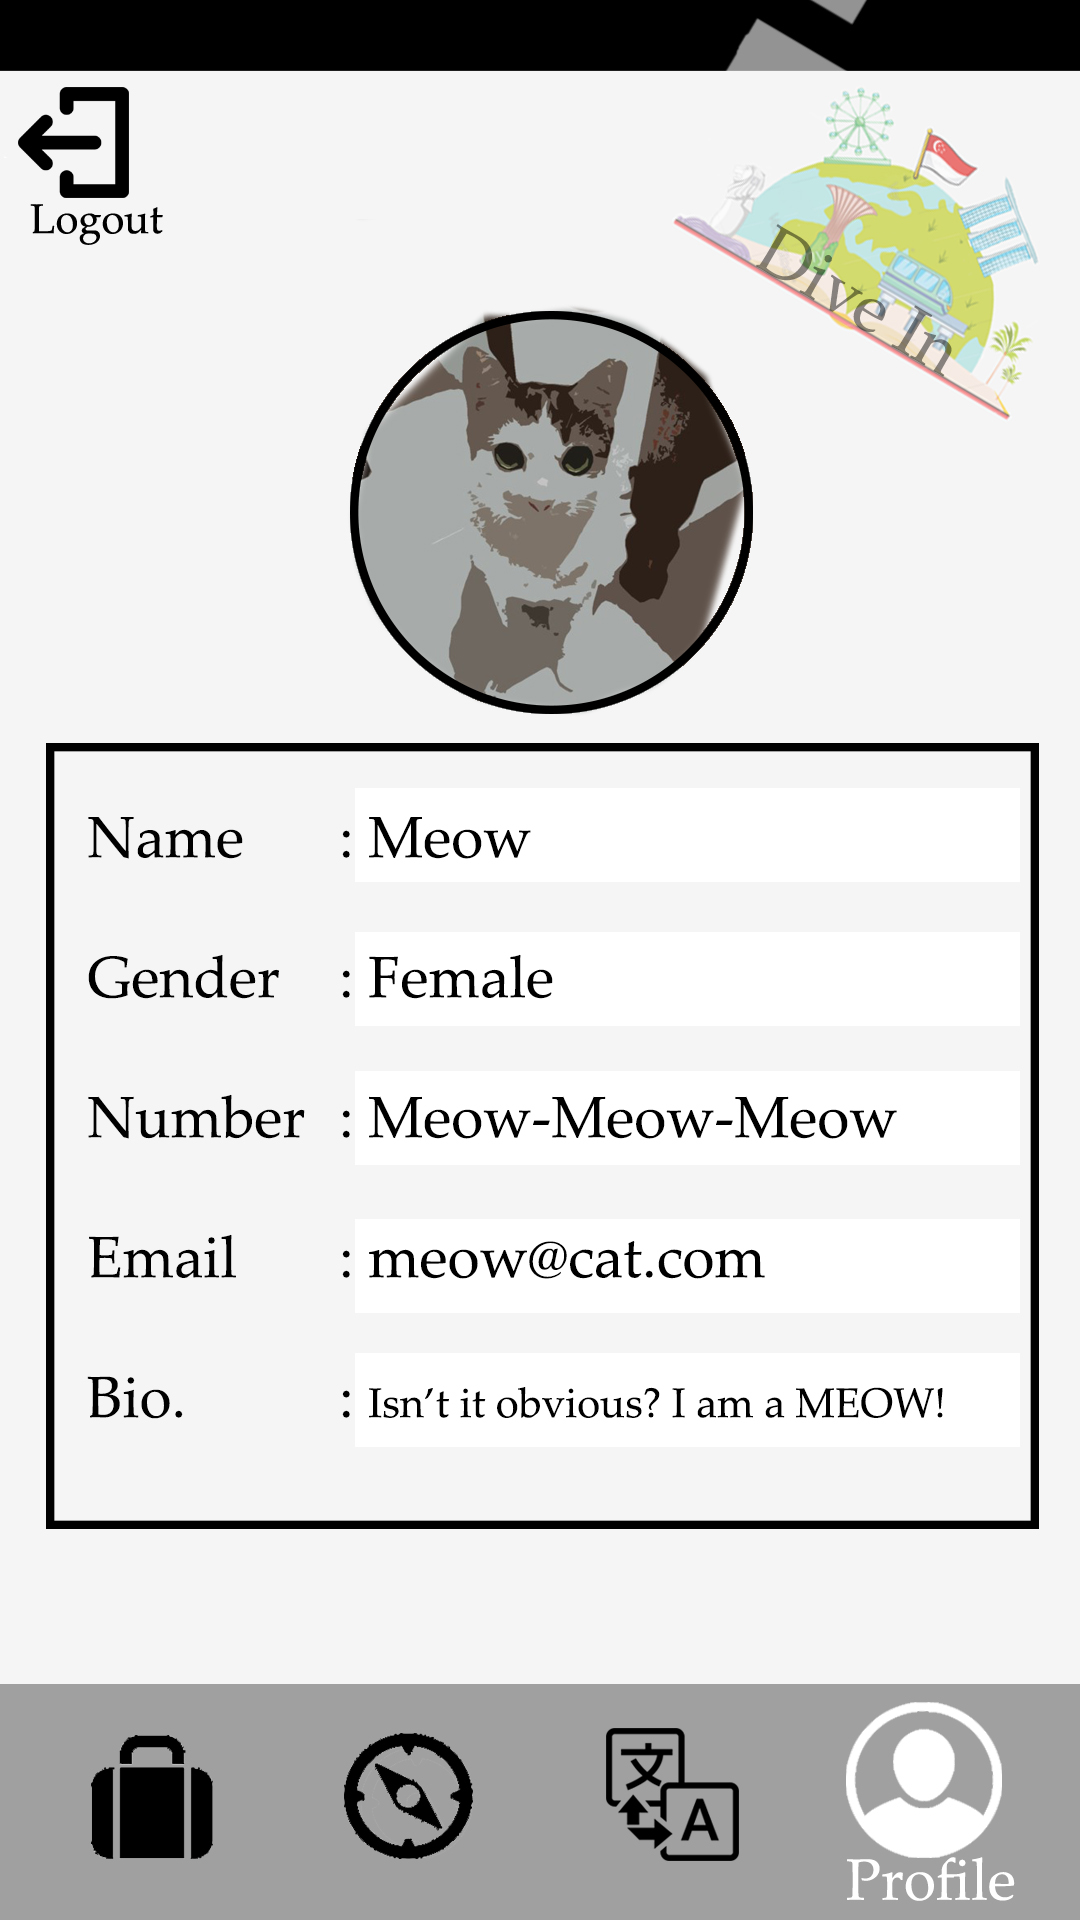 Logout
Dive In
Name : Meow
Gender : Female
Number : Meow-Meow-Meow
Email : meow@cat.com
Bio. : Isn’t it obvious? I am a MEOW!
文
A
Profile